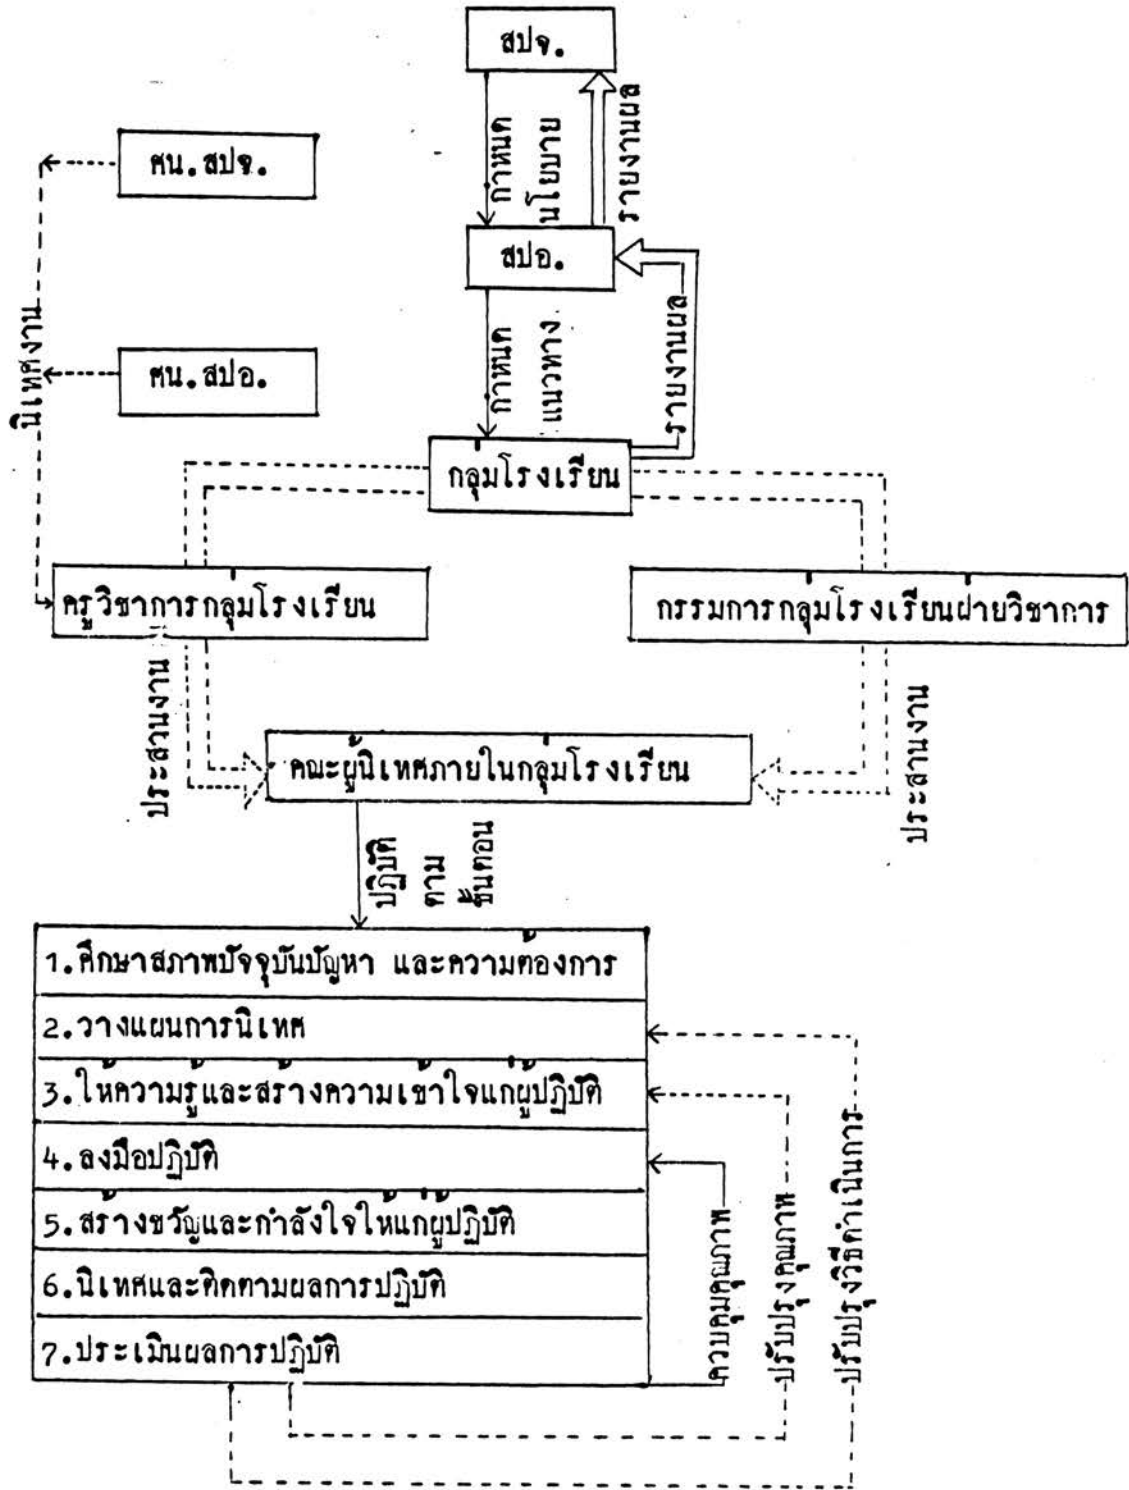 สปจ.
กำหนด
นโยบาย
รายงานผล
ศน.สปจ.
สปอ.
นิเทศงาน
กำหนด
แนวทาง
รายงานผล
ศน.สปอ.
กลุ่มโรงเรียน
ครูวิชาการกลุ่มโรงเรียน
กรรมการกลุ่มโรงเรียนฝ่ายวิชาการ
ประสานงาน
ประสานงาน
คณะผู้นิเทศภายในกลุ่มโรงเรียน
ปฏิบัติ
ตาม
ขั้นตอน
1.ศึกษาสภาพปัจจุบันปัญหา และความต้องการ
2.วางแผนการนิเทศ
3.ให้ความรู้และสร้างความเข้าใจแก่ผู้ปฏิบัติ
4.ลงมือปฏิบัติ
5.สร้างขวัญและกำลังใจให้แก่ผู้ปฏิบัติ
6.นิเทศและติดตามผลการปฏิบัติ
7.ประเมินผลการปฏิบัติ
ควบคุมคุณภาพ
ปรับปรุงคุณภาพ
ปรับปรุงวิธีดำเนินการ